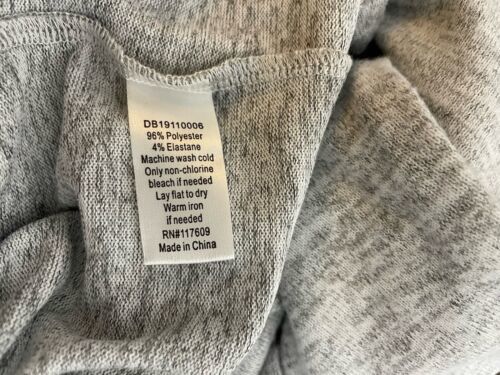 DB19110006
96% Polyester
4% Elastane
Machine wash cold
Only non-chlorine
bleach if needed
Lay flat to dry
Warm iron
if needed
RN#117609
Made in China